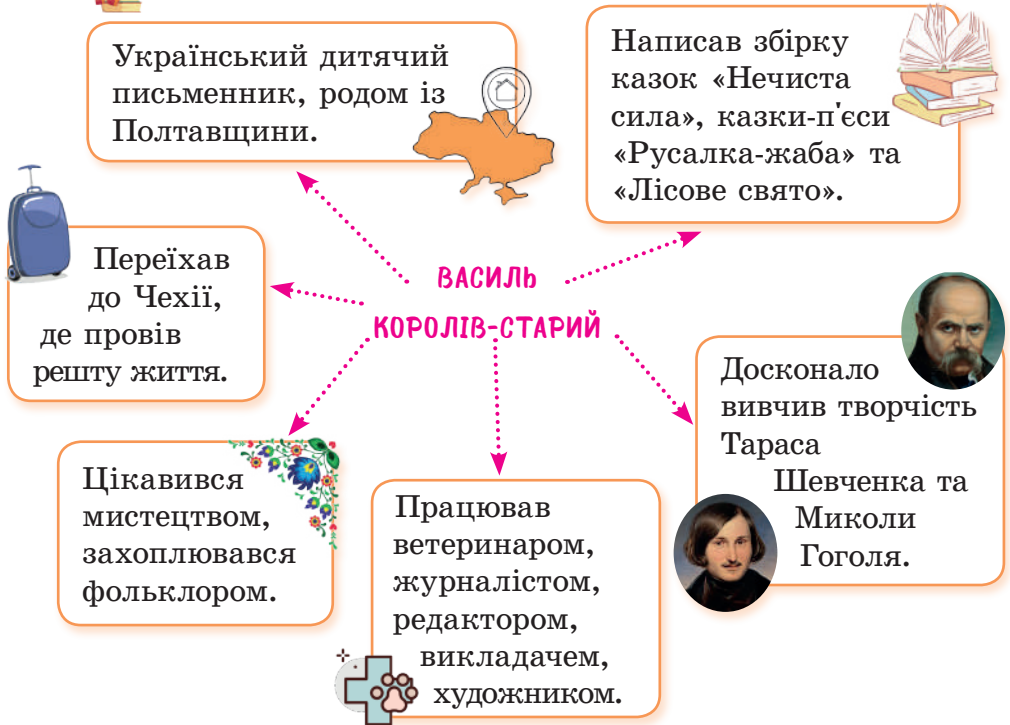 Український дитячий
письменник, родом із
Полтавщини.
Написав збірку
казок «Нечиста
сила», казки-п'єси
«Русалка-жаба» та
«Лісове свято».
Переїхав
до Чехії,
де провів
решту життя.
ВАСИЛЬ
КОРОЛІВ-СТАРИЙ
Досконало
вивчив творчість
Тараса
Шевченка та
Миколи
Гоголя.
Цікавився
мистецтвом,
захоплювався
фольклором.
Працював
ветеринаром,
журналістом,
редактором,
викладачем,
художником.